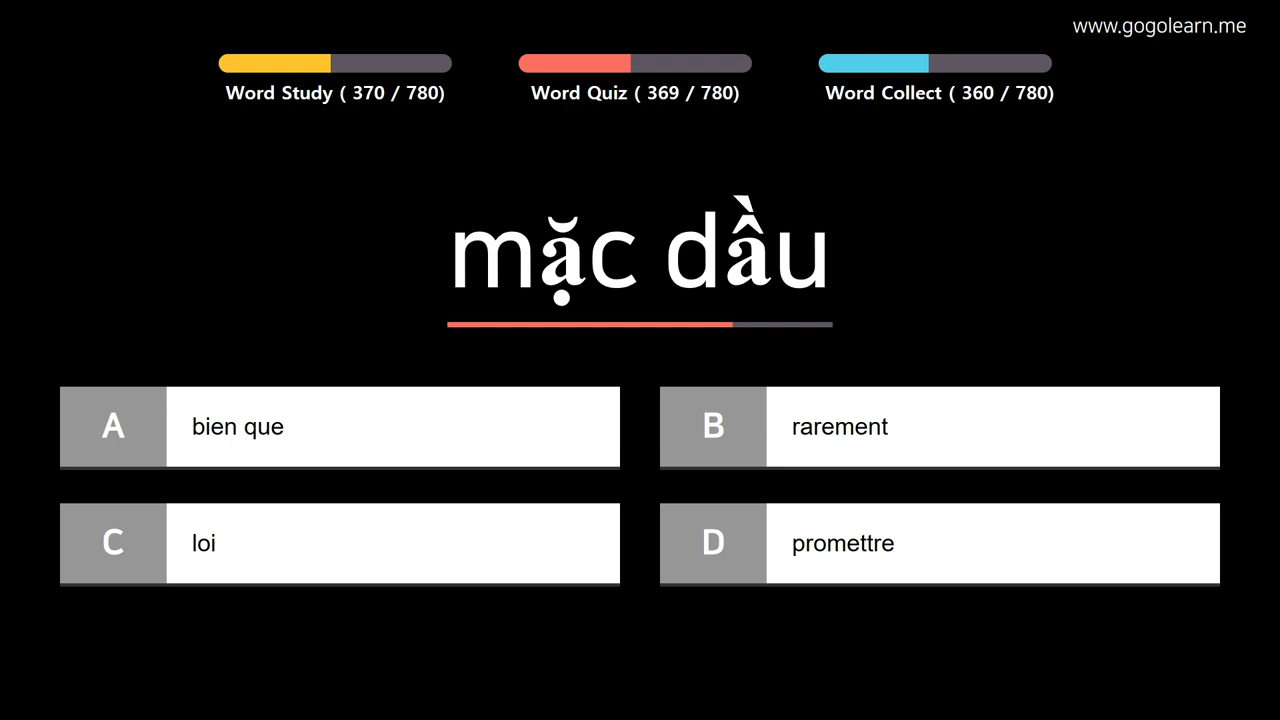 www.gogolearn.me
Word Study ( 370 / 780)
Word Quiz ( 369 / 780)
Word Collect ( 360 / 780)
mặc dầu
A bien que
B rarement
C loi
D promettre